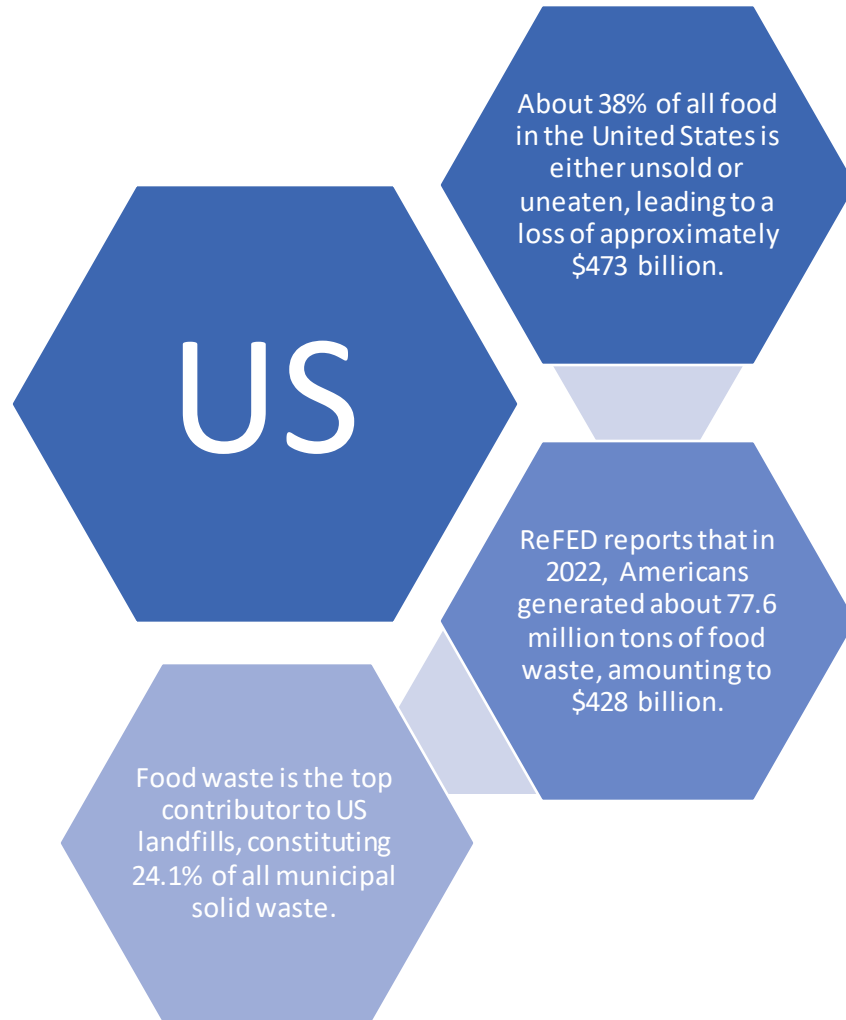 US
About 38% of all food
in the United States is
either unsold or
uneaten, leading to a
loss of approximately
$473 billion.
ReFED reports that in
2022, Americans
generated about 77.6
million tons of food
waste, amounting to
$428 billion.
Food waste is the top
contributor to US
landfills, constituting
24.1% of all municipal
solid waste.